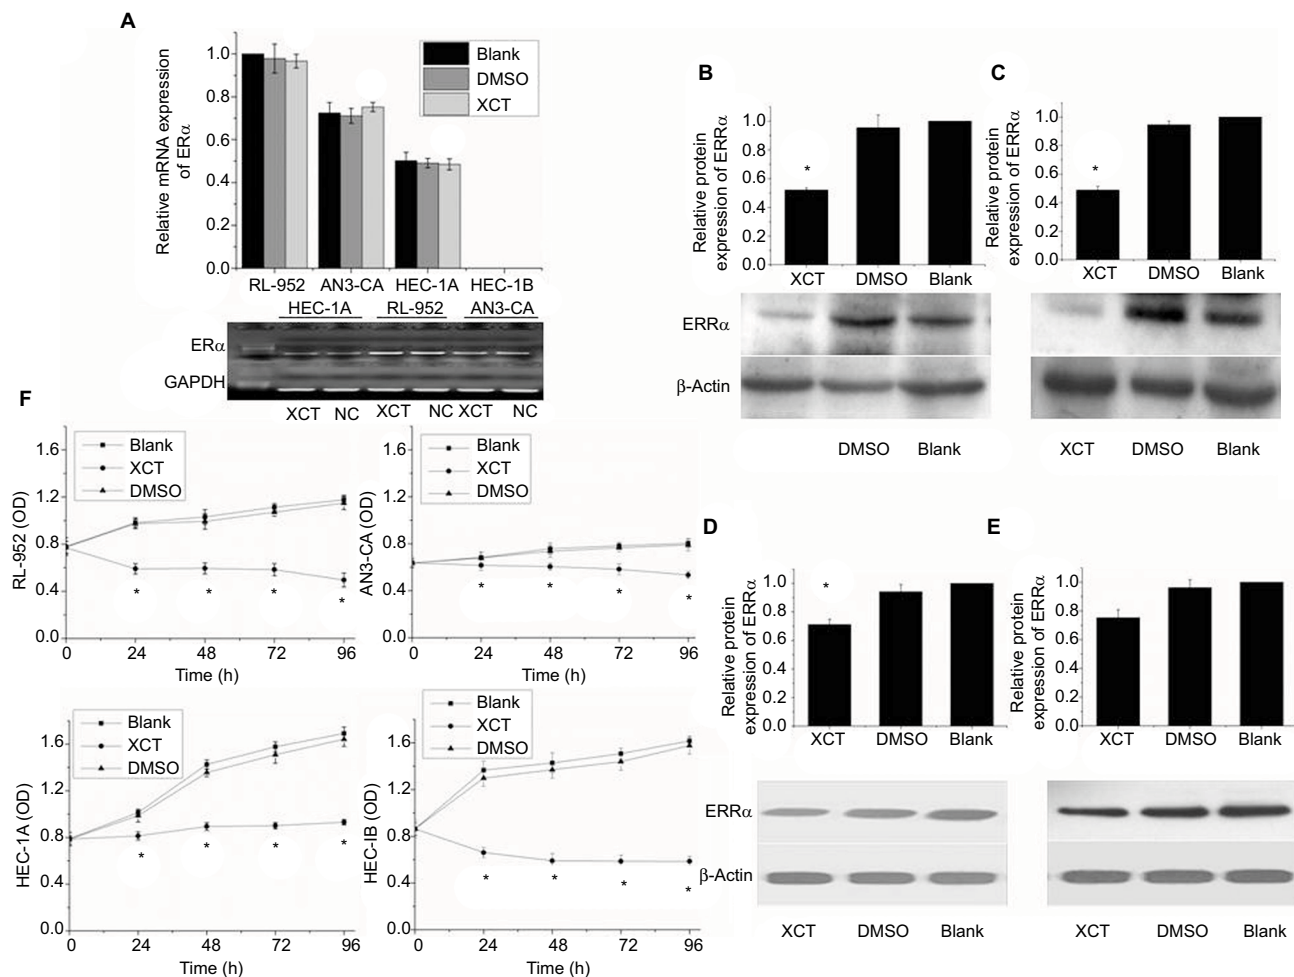 A
Relative mRNA expression
of ERα
1.0
0.8
0.6
0.4
0.2
0.0
Blank
DMSO
XCT
RL-952 AN3-CA HEC-1A HEC-1B
HEC-1A RL-952 AN3-CA
ERα
GAPDH
XCT NC XCT NC XCT NC
B
Relative protein
expression of ERRα
1.0
0.8
0.6
0.4
0.2
0.0
*
XCT DMSO Blank
ERRα
β-Actin
DMSO Blank
C
Relative protein
expression of ERRα
1.0
0.8
0.6
0.4
0.2
0.0
*
XCT DMSO Blank
XCT DMSO Blank
F
RL-952 (OD)
1.6
1.2
0.8
0.4
0.0
Blank
XCT
DMSO
* * * *
0 24 48 72 96
Time (h)
AN3-CA (OD)
1.6
1.2
0.8
0.4
0.0
Blank
XCT
DMSO
* * * *
0 24 48 72 96
Time (h)
HEC-1A (OD)
1.6
1.2
0.8
0.4
0.0
Blank
XCT
DMSO
* * * *
0 24 48 72 96
Time (h)
HEC-IB (OD)
1.6
1.2
0.8
0.4
0.0
Blank
XCT
DMSO
* * * *
0 24 48 72 96
Time (h)
D
Relative protein
expression of ERRα
1.0
0.8
0.6
0.4
0.2
0.0
*
XCT DMSO Blank
ERRα
β-Actin
XCT DMSO Blank
E
Relative protein
expression of ERRα
1.0
0.8
0.6
0.4
0.2
0.0
XCT DMSO Blank
XCT DMSO Blank